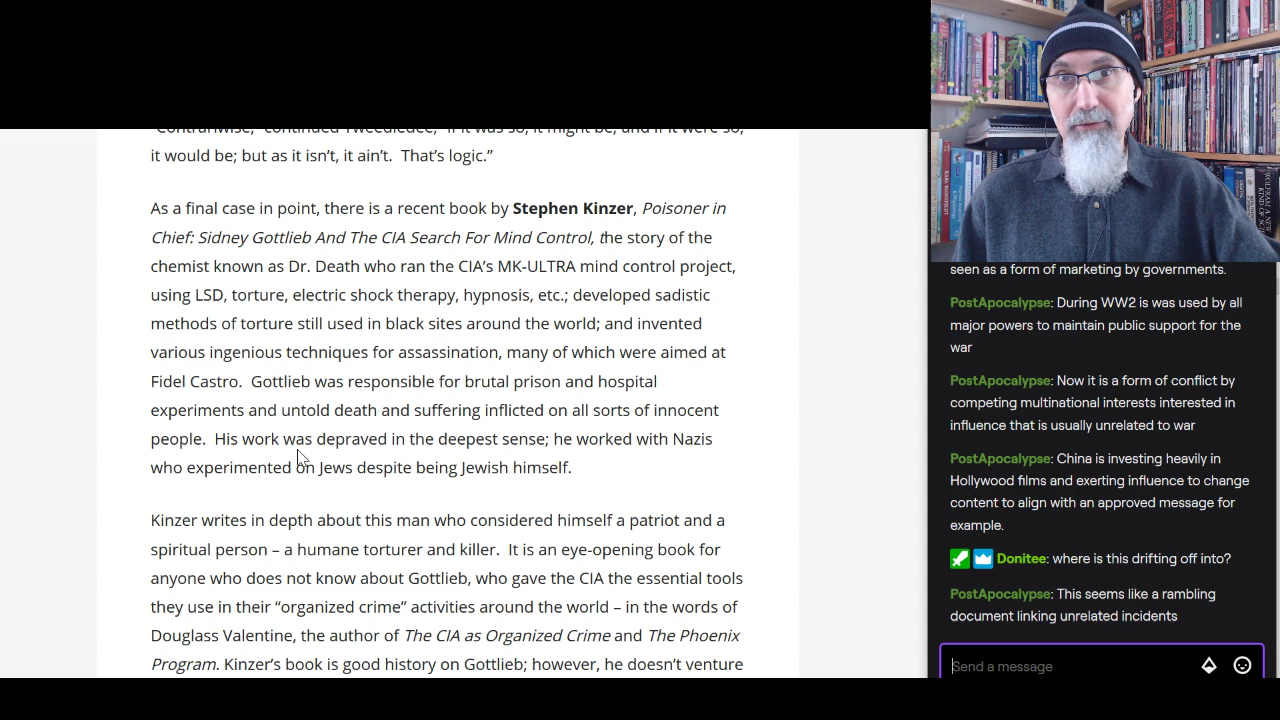 "Contrariwise," continued Tweedledee, "if it was so, it might be; and if it were so,
it would be; but as it isn't, it ain't.  That's logic."
As a final case in point, there is a recent book by Stephen Kinzer, Poisoner in
Chief: Sidney Gottlieb And The CIA Search For Mind Control, the story of the
chemist known as Dr. Death who ran the CIA's MK-ULTRA mind control project,
using LSD, torture, electric shock therapy, hypnosis, etc.; developed sadistic
methods of torture still used in black sites around the world; and invented
various ingenious techniques for assassination, many of which were aimed at
Fidel Castro.  Gottlieb was responsible for brutal prison and hospital
experiments and untold death and suffering inflicted on all sorts of innocent
people.  His work was depraved in the deepest sense; he worked with Nazis
who experimented on Jews despite being Jewish himself.
Kinzer writes in depth about this man who considered himself a patriot and a
spiritual person – a humane torturer and killer.  It is an eye-opening book for
anyone who does not know about Gottlieb, who gave the CIA the essential tools
they use in their "organized crime" activities around the world – in the words of
Douglass Valentine, the author of The CIA as Organized Crime and The Phoenix
Program. Kinzer's book is good history on Gottlieb; however, he doesn't venture
seen as a form of marketing by governments.
PostApocalypse: During WW2 is was used by all
major powers to maintain public support for the
war
PostApocalypse: Now it is a form of conflict by
competing multinational interests interested in
influence that is usually unrelated to war
PostApocalypse: China is investing heavily in
Hollywood films and exerting influence to change
content to align with an approved message for
example.
Donitee: where is this drifting off into?
PostApocalypse: This seems like a rambling
document linking unrelated incidents
Send a message